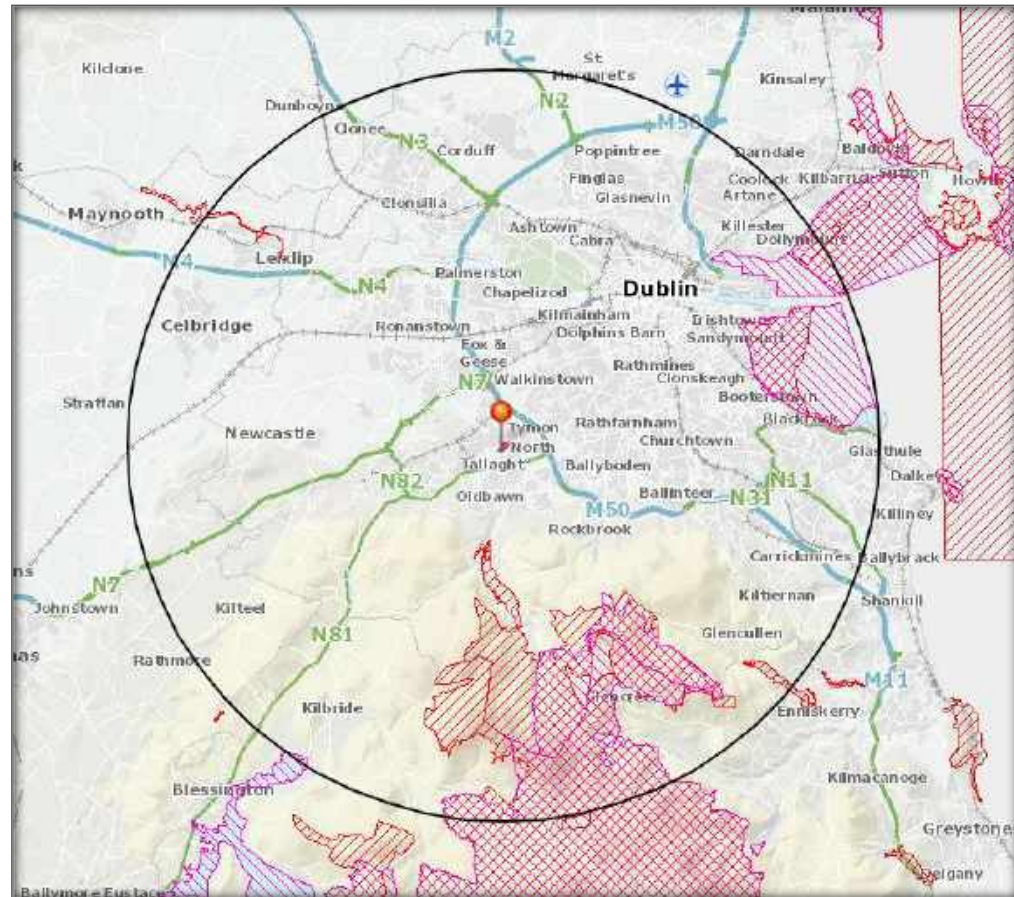 M2
Kilclone
St
Margaret's
Kinsaley
Dunboyne
N2
M50
Clonee
N3
Corduff
Poppintree
Darndale
Baldoyle
Finglas
Coolock
Kilbarrack
Sutton
Howth
Maynooth
Clonsilla
Glasnevin
Artane
Ashtown
Killester
Cabra
Dollymount
M4
Leixlip
N4
Palmerston
Chapelizod
Dublin
Celbridge
Ronanstown
Kilmainham
Irishtown
Dolphins Barn
Sandymount
Fox &
Geese
Rathmines
N7
Walkinstown
Clonskeagh
Straffan
Booterstown
Newcastle
Tymon
North
Rathfarnham
Blackrock
Churchtown
Glasthule
Tallaght
Ballyboden
N82
Oldbawn
Ballinteer
N31
N11
Dalke
M50
Rockbrook
Killiney
Carrickmines
Ballybrack
N7
Johnstown
Kilteel
Kilternan
Shankill
N81
Glencullen
Rathmore
M11
Kilbride
Glencree
Enniskerry
Blessington
Kilmacanoge
Greystone
Delgany
Ballymore Eustace